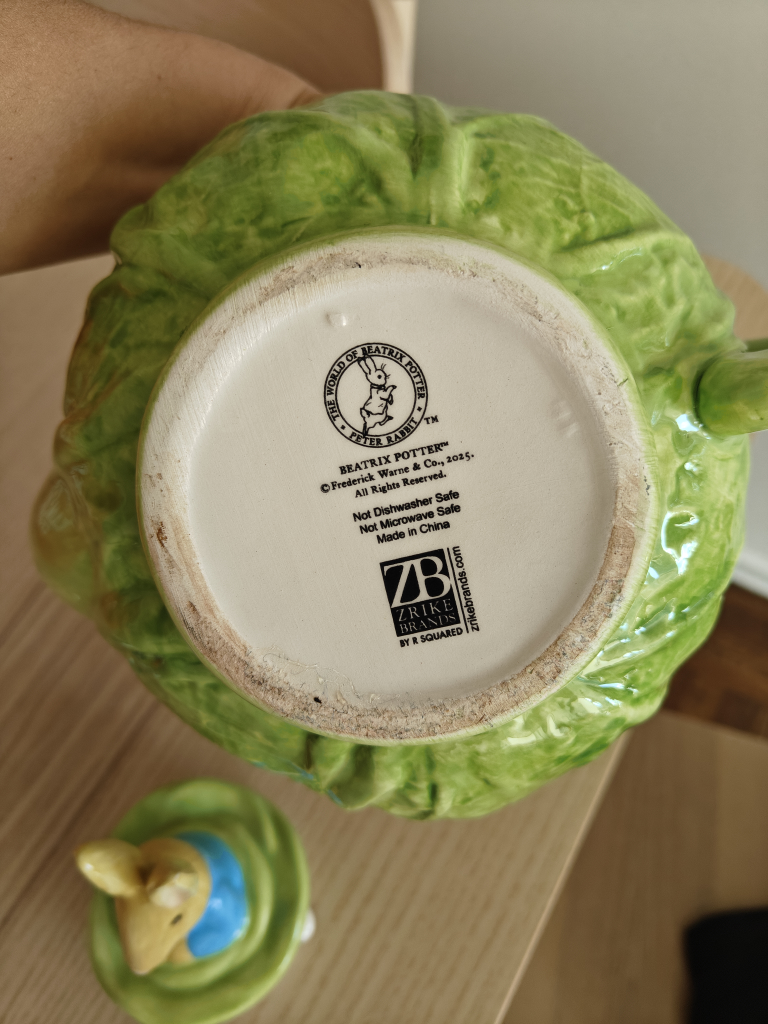 THE WORLD OF BEATRIX POTTER
• PETER RABBIT •
TM
BEATRIX POTTER™
©Frederick Warne & Co., 2025.
All Rights Reserved.
Not Dishwasher Safe
Not Microwave Safe
Made in China
ZB
ZRIKE
BRANDS
BY R SQUARED
zrikebrands.com